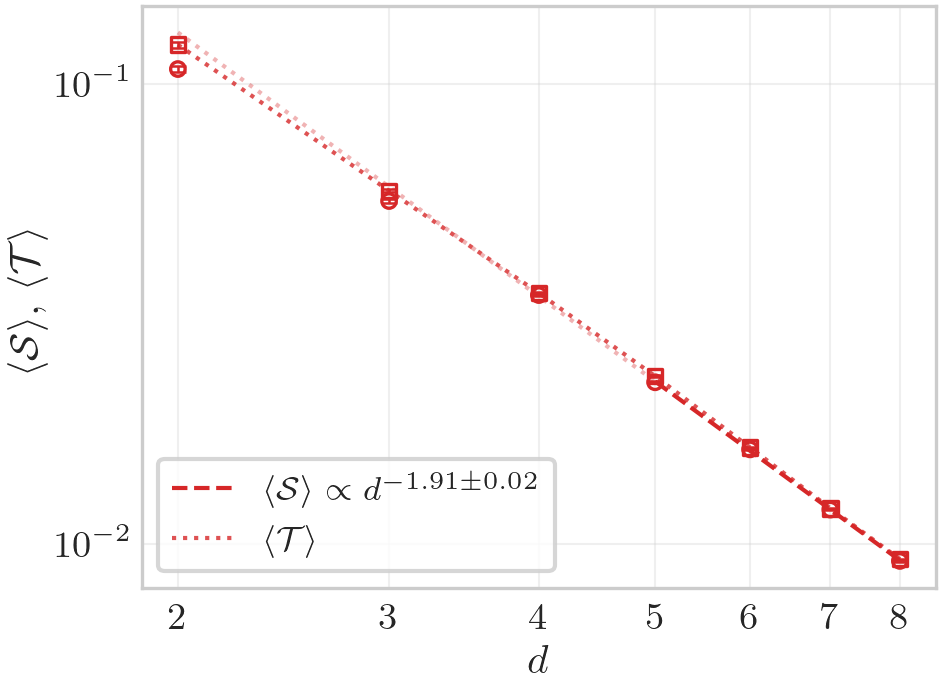 10⁻¹
10⁻²
⟨𝒮⟩, ⟨𝒯⟩
⟨𝒮⟩ ∝ d⁻¹·⁹¹±⁰·⁰²
⟨𝒯⟩
2 3 4 5 6 7 8
d